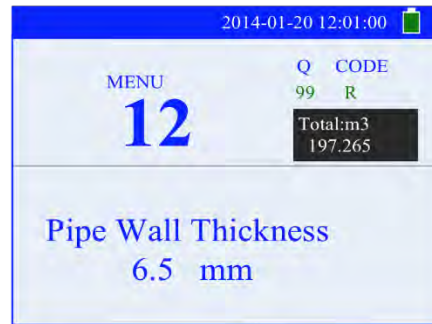 2014-01-20 12:01:00
MENU
12
Q CODE
99 R
Total:m3
197.265
Pipe Wall Thickness
6.5 mm